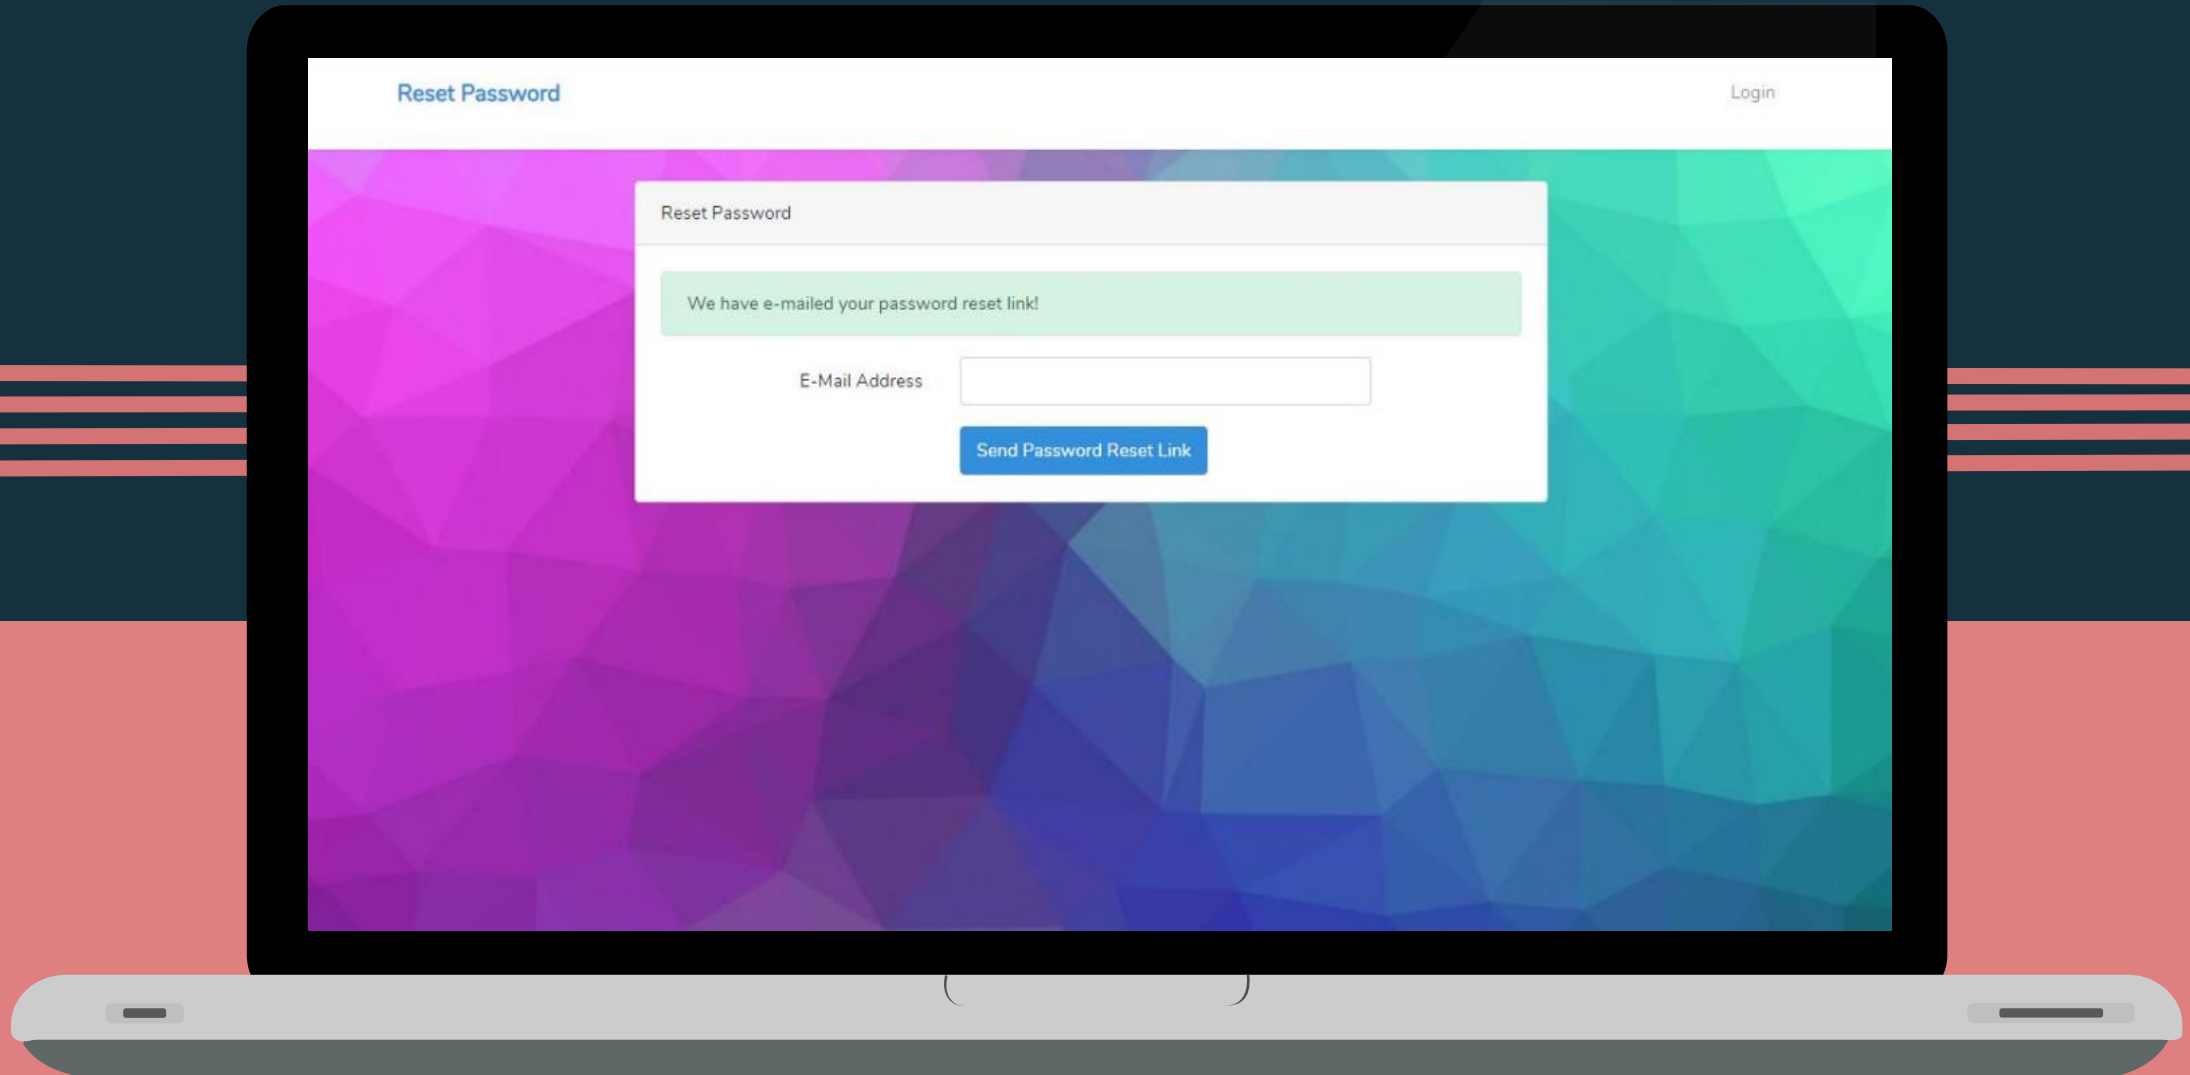 Reset Password
Login
Reset Password
We have e-mailed your password reset link!
E-Mail Address
Send Password Reset Link